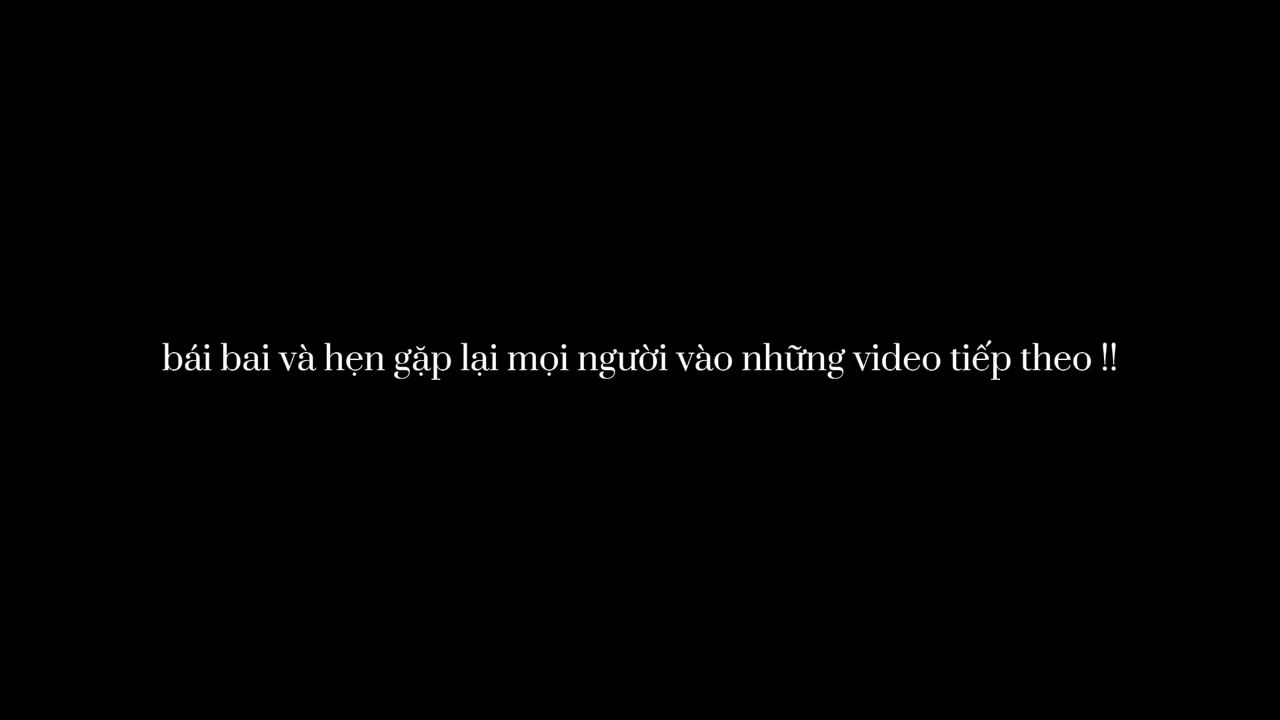 bái bai và hẹn gặp lại mọi người vào những video tiếp theo !!